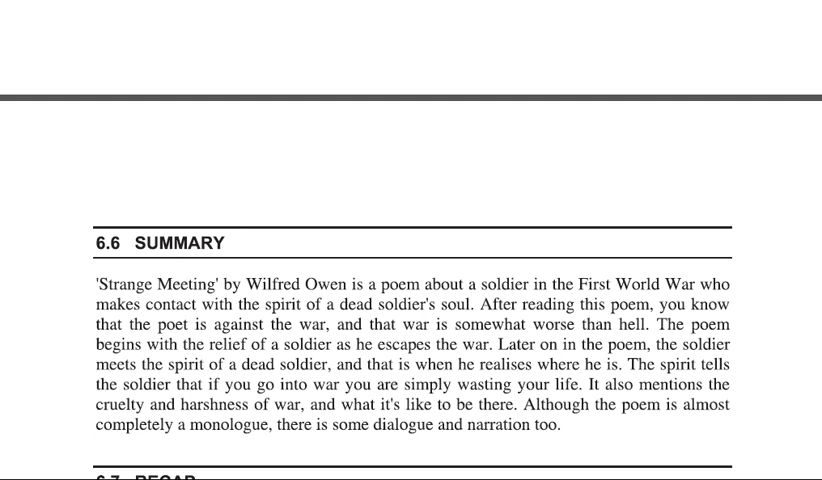 6.6 SUMMARY
'Strange Meeting' by Wilfred Owen is a poem about a soldier in the First World War who
makes contact with the spirit of a dead soldier's soul. After reading this poem, you know
that the poet is against the war, and that war is somewhat worse than hell. The poem
begins with the relief of a soldier as he escapes the war. Later on in the poem, the soldier
meets the spirit of a dead soldier, and that is when he realises where he is. The spirit tells
the soldier that if you go into war you are simply wasting your life. It also mentions the
cruelty and harshness of war, and what it's like to be there. Although the poem is almost
completely a monologue, there is some dialogue and narration too.
6.7 RECAP